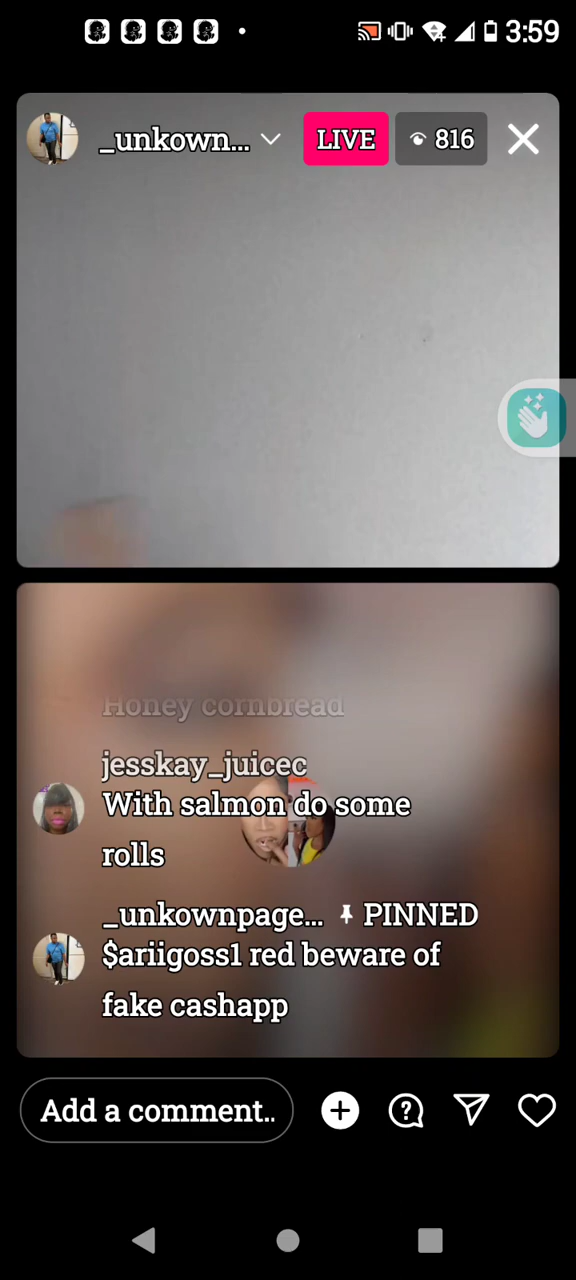 3:59
_unkown...
LIVE
816
Honey cornbread
jesskay_juicec
With salmon do some
rolls
_unkownpage... PINNED
$ariigoss1 red beware of
fake cashapp
Add a comment..